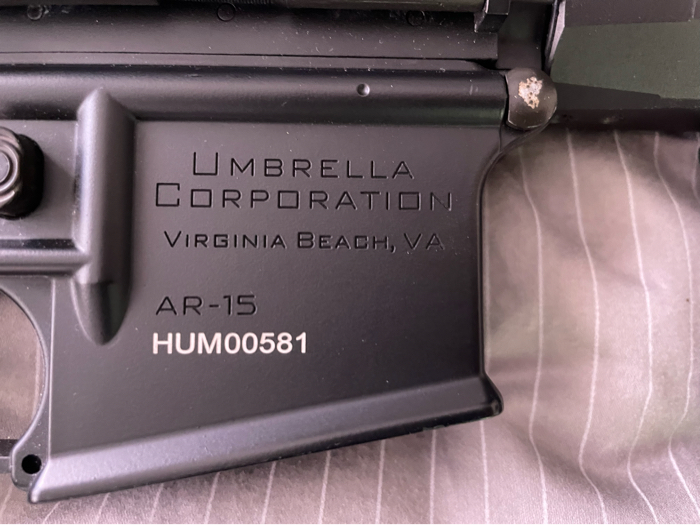 UMBRELLA
CORPORATION
VIRGINIA BEACH, VA
AR-15
HUM00581